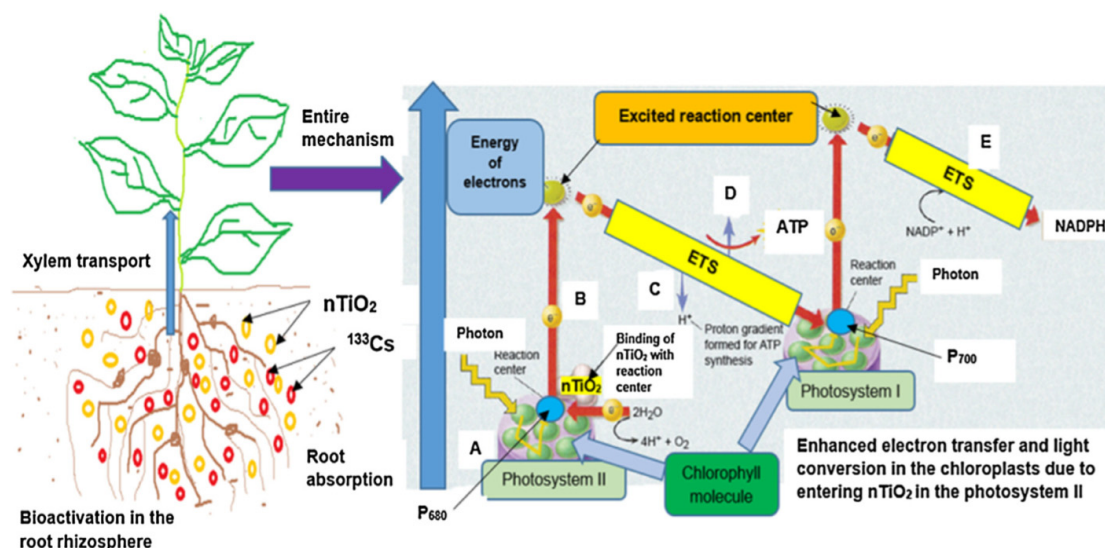 Entire
mechanism
Xylem transport
nTiO₂
¹³³Cs
Root
absorption
Bioactivation in the
root rhizosphere
Energy
of
electrons
Excited reaction center
E
ETS
NADP⁺ + H⁺
NADPH
D
ATP
ETS
C
H⁺
Proton gradient
formed for ATP
synthesis
B
Reaction
center
Photon
P₇₀₀
Photosystem I
Photon
Reaction
center
Binding of
nTiO₂ with
reaction
center
nTiO₂
2H₂O
4H⁺ + O₂
A
Photosystem II
P₆₈₀
Chlorophyll
molecule
Enhanced electron transfer and light
conversion in the chloroplasts due to
entering nTiO₂ in the photosystem II
e⁻
e⁻
e⁻
e⁻
e⁻